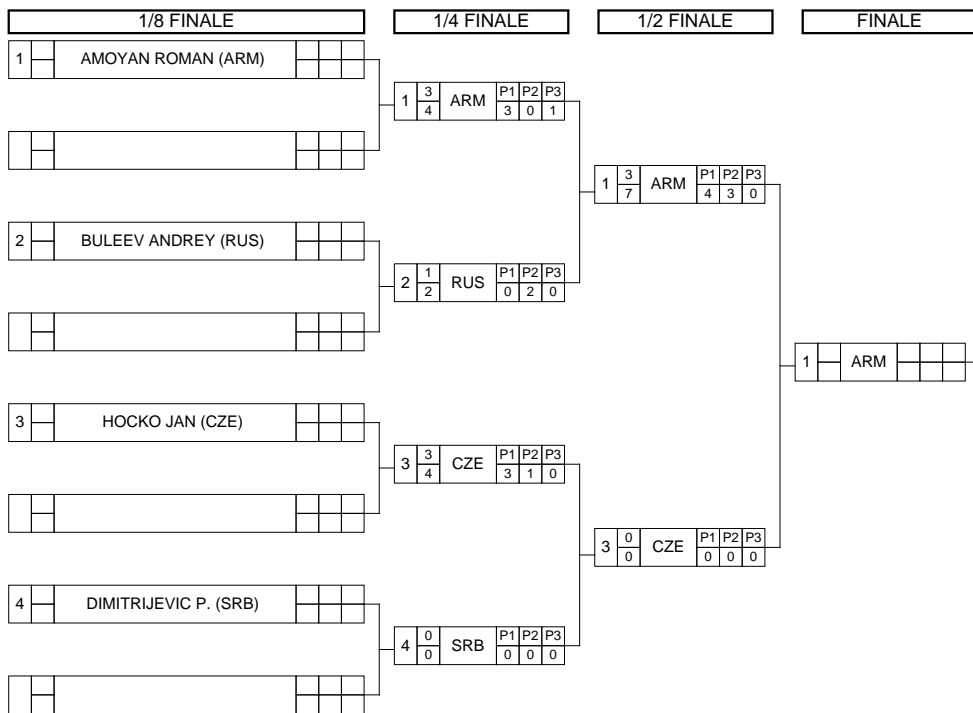 1/8 FINALE 1/4 FINALE 1/2 FINALE FINALE
1 AMOYAN ROMAN (ARM)
3 P1 P2 P3
1 ARM
4 3 0 1
3 P1 P2 P3
1 ARM
7 4 3 0
2 BULEEV ANDREY (RUS)
1 P1 P2 P3
2 RUS
2 0 2 0
1 ARM
3 HOCKO JAN (CZE)
3 P1 P2 P3
3 CZE
4 3 1 0
0 P1 P2 P3
3 CZE
0 0 0 0
4 DIMITRIJEVIC P. (SRB)
0 P1 P2 P3
4 SRB
0 0 0 0